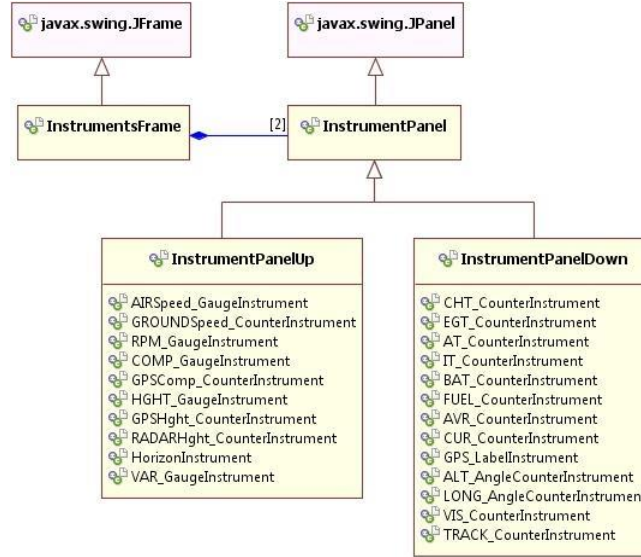 javax.swing.JFrame
javax.swing.JPanel
InstrumentsFrame
[2]
InstrumentPanel
InstrumentPanelUp
AIRSpeed_GaugeInstrument
GROUNDSpeed_CounterInstrument
RPM_GaugeInstrument
COMP_GaugeInstrument
GPSComp_CounterInstrument
HGHT_GaugeInstrument
GPSHght_CounterInstrument
RADARHght_CounterInstrument
HorizonInstrument
VAR_GaugeInstrument
InstrumentPanelDown
CHT_CounterInstrument
EGT_CounterInstrument
AT_CounterInstrument
IT_CounterInstrument
BAT_CounterInstrument
FUEL_CounterInstrument
AVR_CounterInstrument
CUR_CounterInstrument
GPS_LabelInstrument
ALT_AngleCounterInstrument
LONG_AngleCounterInstrumen
VIS_CounterInstrument
TRACK_CounterInstrument